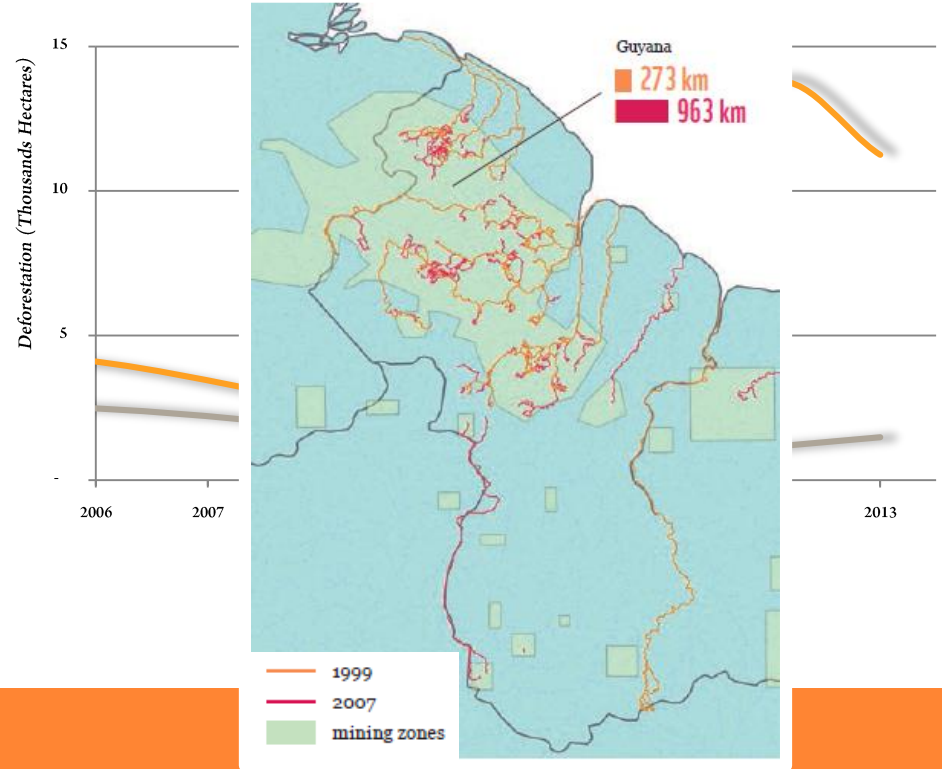 15
Deforestation (Thousands Hectares)
10
5
-
2006
2007
2013
Guyana
273 km
963 km
1999
2007
mining zones